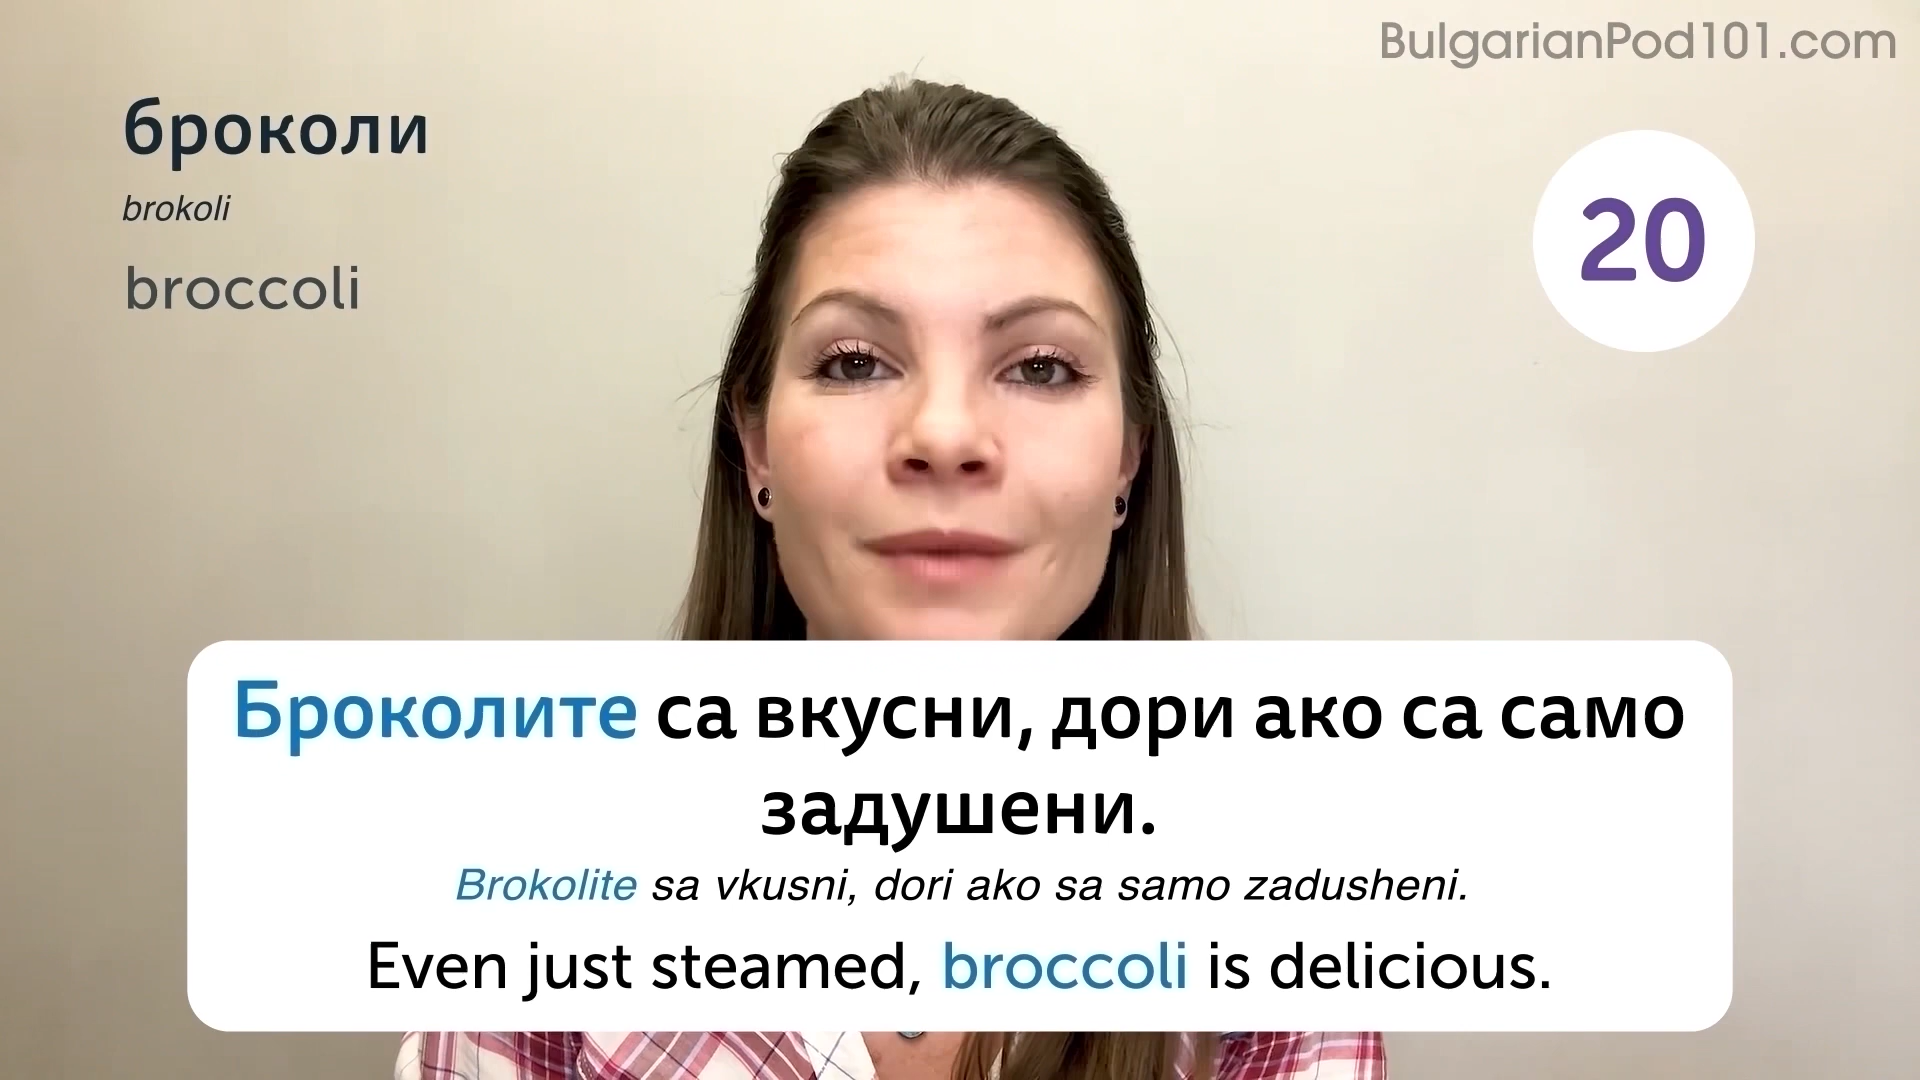 BulgarianPod101.com
броколи
brokoli
broccoli
20
Броколите са вкусни, дори ако са само
задушени.
Brokolite sa vkusni, dori ako sa samo zadusheni.
Even just steamed, broccoli is delicious.